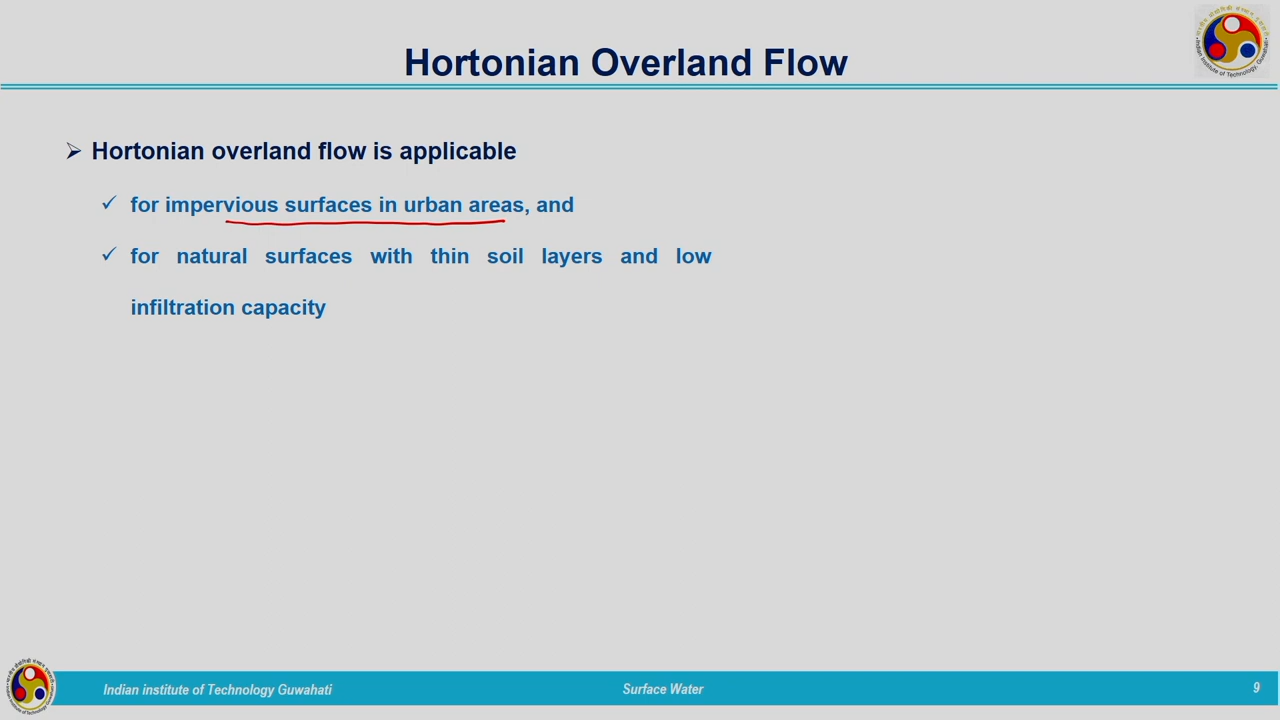 Hortonian Overland Flow
Hortonian overland flow is applicable
for impervious surfaces in urban areas, and
for natural surfaces with thin soil layers and low
infiltration capacity
Indian institute of Technology Guwahati
Surface Water
9